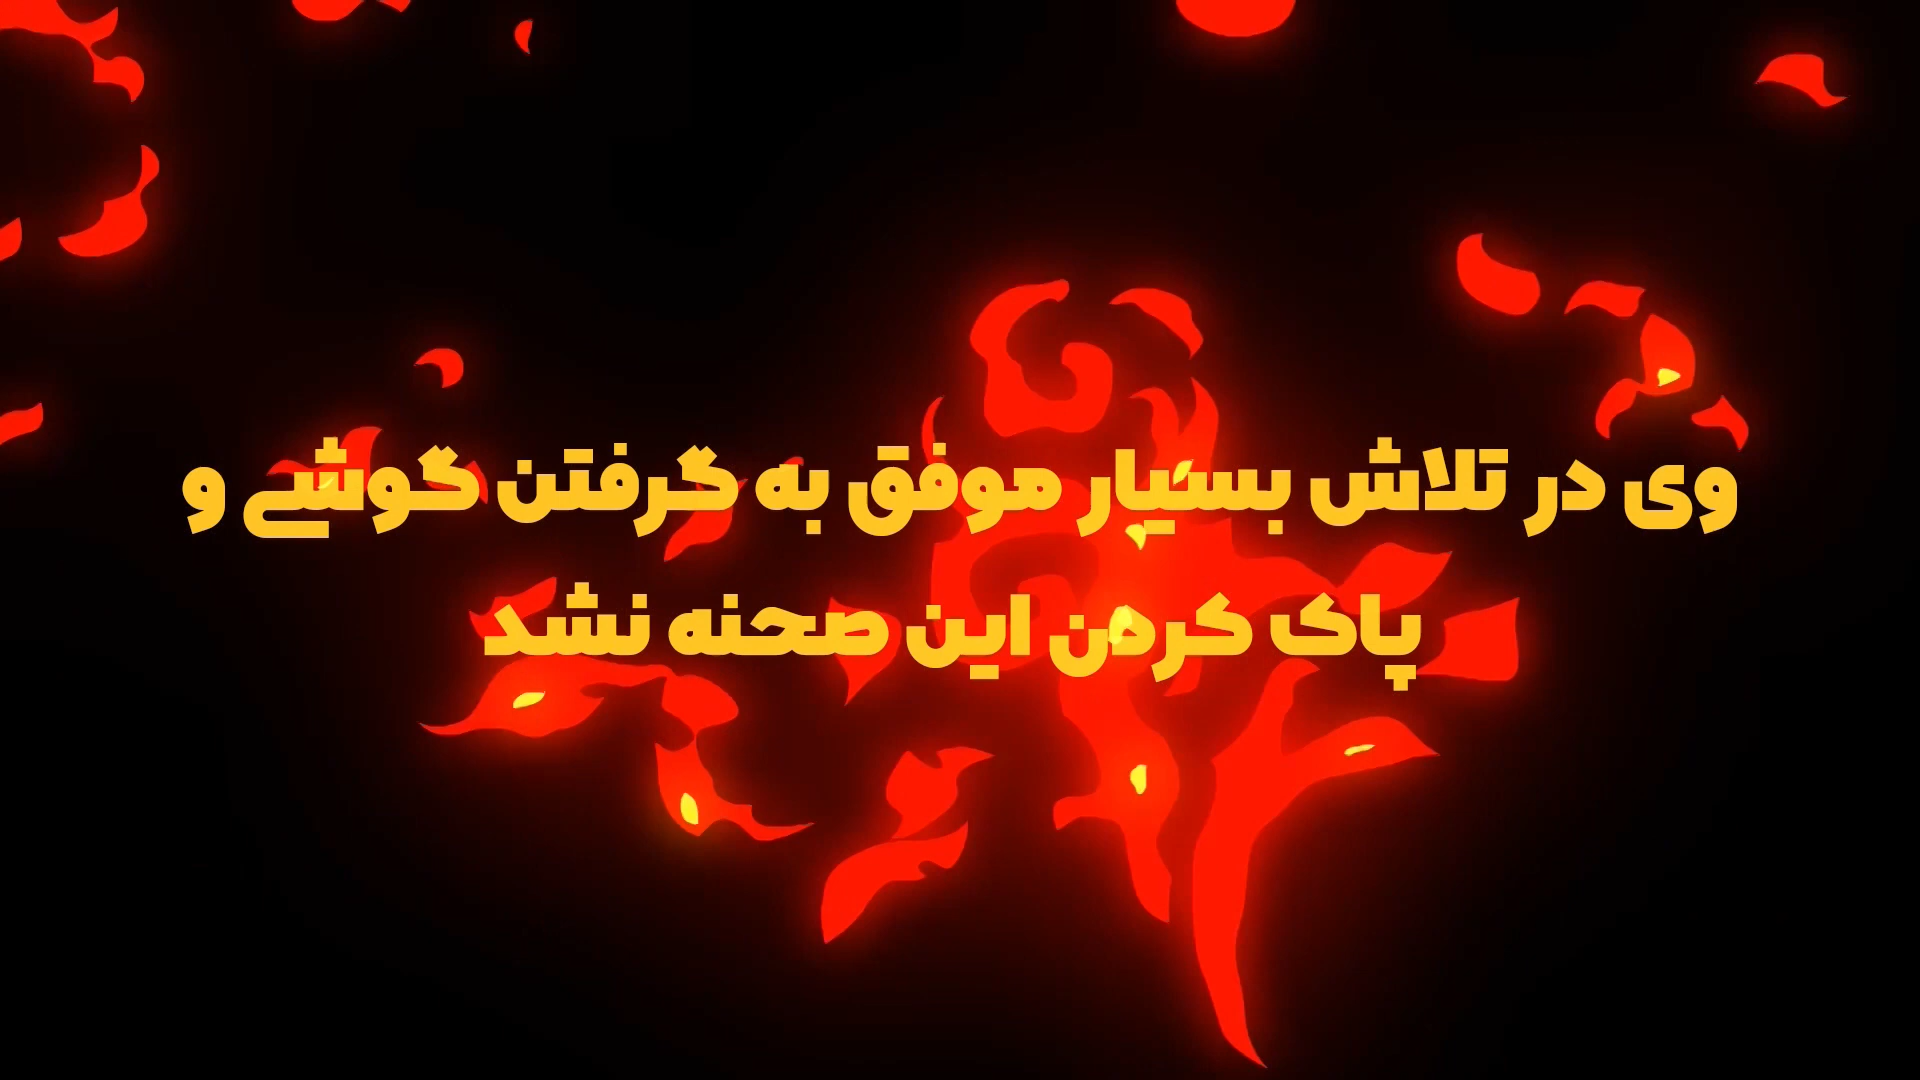 وی در تلاش بسیار موفق به گرفتن گوشی و
پاک کردن این صحنه نشد